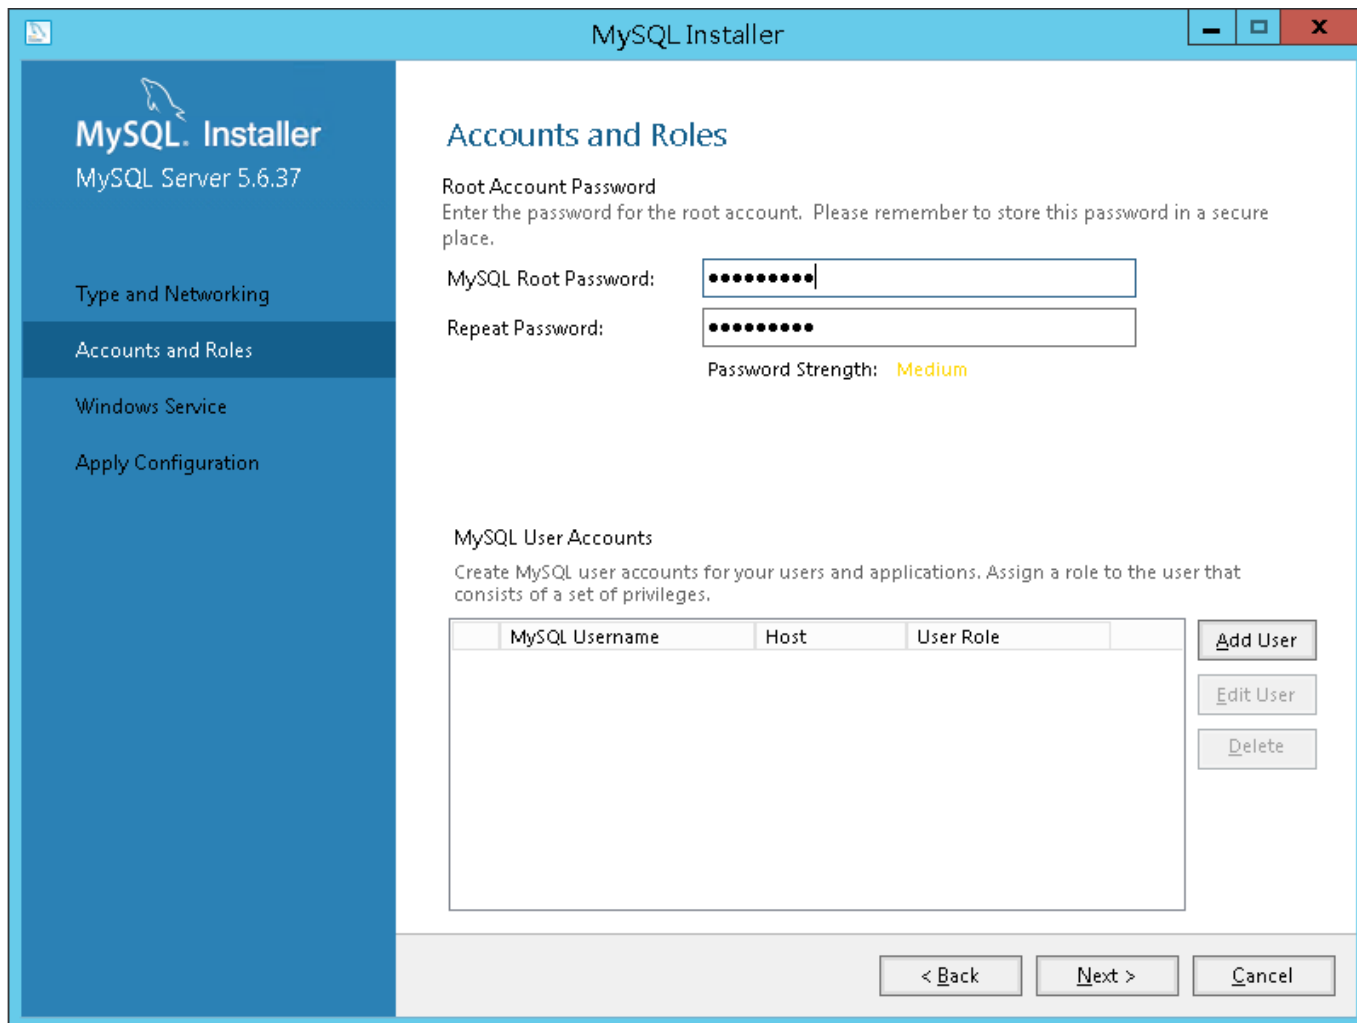 MySQL Installer
MySQL. Installer
MySQL Server 5.6.37
Type and Networking
Accounts and Roles
Windows Service
Apply Configuration
Accounts and Roles
Root Account Password
Enter the password for the root account.  Please remember to store this password in a secure
place.
MySQL Root Password: ●●●●●●●●●
Repeat Password: ●●●●●●●●●
Password Strength: Medium
MySQL User Accounts
Create MySQL user accounts for your users and applications. Assign a role to the user that
consists of a set of privileges.
MySQL Username Host User Role
Add User
Edit User
Delete
< Back Next > Cancel